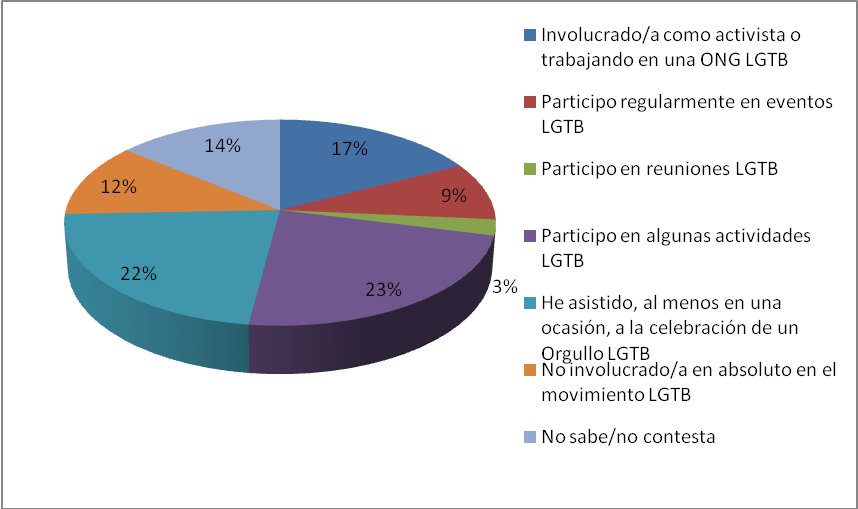 Involucrado/a como activista o
trabajando en una ONG LGTB
Participo regularmente en eventos
LGTB
Participo en reuniones LGTB
Participo en algunas actividades
LGTB
He asistido, al menos en una
ocasión, a la celebración de un
Orgullo LGTB
No involucrado/a en absoluto en el
movimiento LGTB
No sabe/no contesta
17%
9%
3%
23%
22%
12%
14%